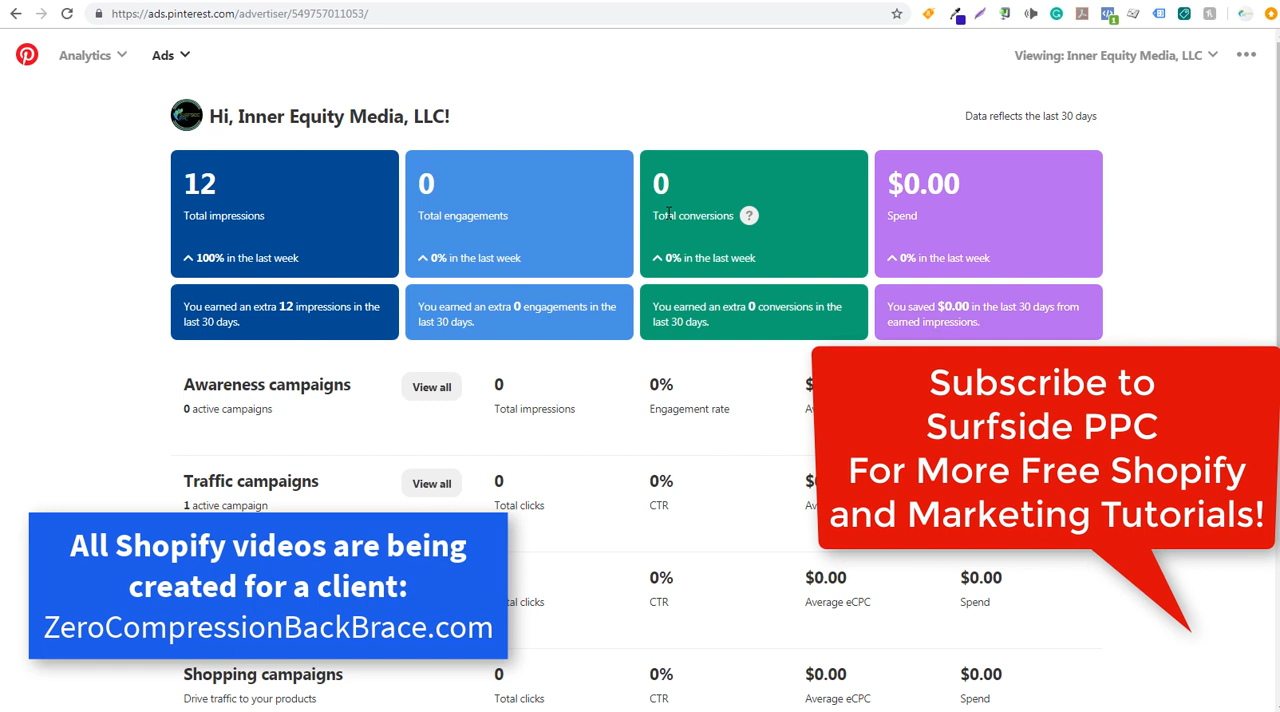 https://ads.pinterest.com/advertiser/549757011053/
Analytics
Ads
Viewing: Inner Equity Media, LLC
Hi, Inner Equity Media, LLC!
Data reflects the last 30 days
12
Total impressions
100% in the last week
0
Total engagements
0% in the last week
0
Total conversions ?
0% in the last week
$0.00
Spend
0% in the last week
You earned an extra 12 impressions in the
last 30 days.
You earned an extra 0 engagements in the
last 30 days.
You earned an extra 0 conversions in the
last 30 days.
You saved $0.00 in the last 30 days from
earned impressions.
Awareness campaigns
0 active campaigns
View all
0
Total impressions
0%
Engagement rate
Traffic campaigns
1 active campaign
View all
0
Total clicks
0%
CTR
clicks
0%
CTR
$0.00
Average eCPC
$0.00
Spend
Shopping campaigns
Drive traffic to your products
0
Total clicks
0%
CTR
$0.00
Average eCPC
$0.00
Spend
Subscribe to
Surfside PPC
For More Free Shopify
and Marketing Tutorials!
All Shopify videos are being
created for a client:
ZeroCompressionBackBrace.com